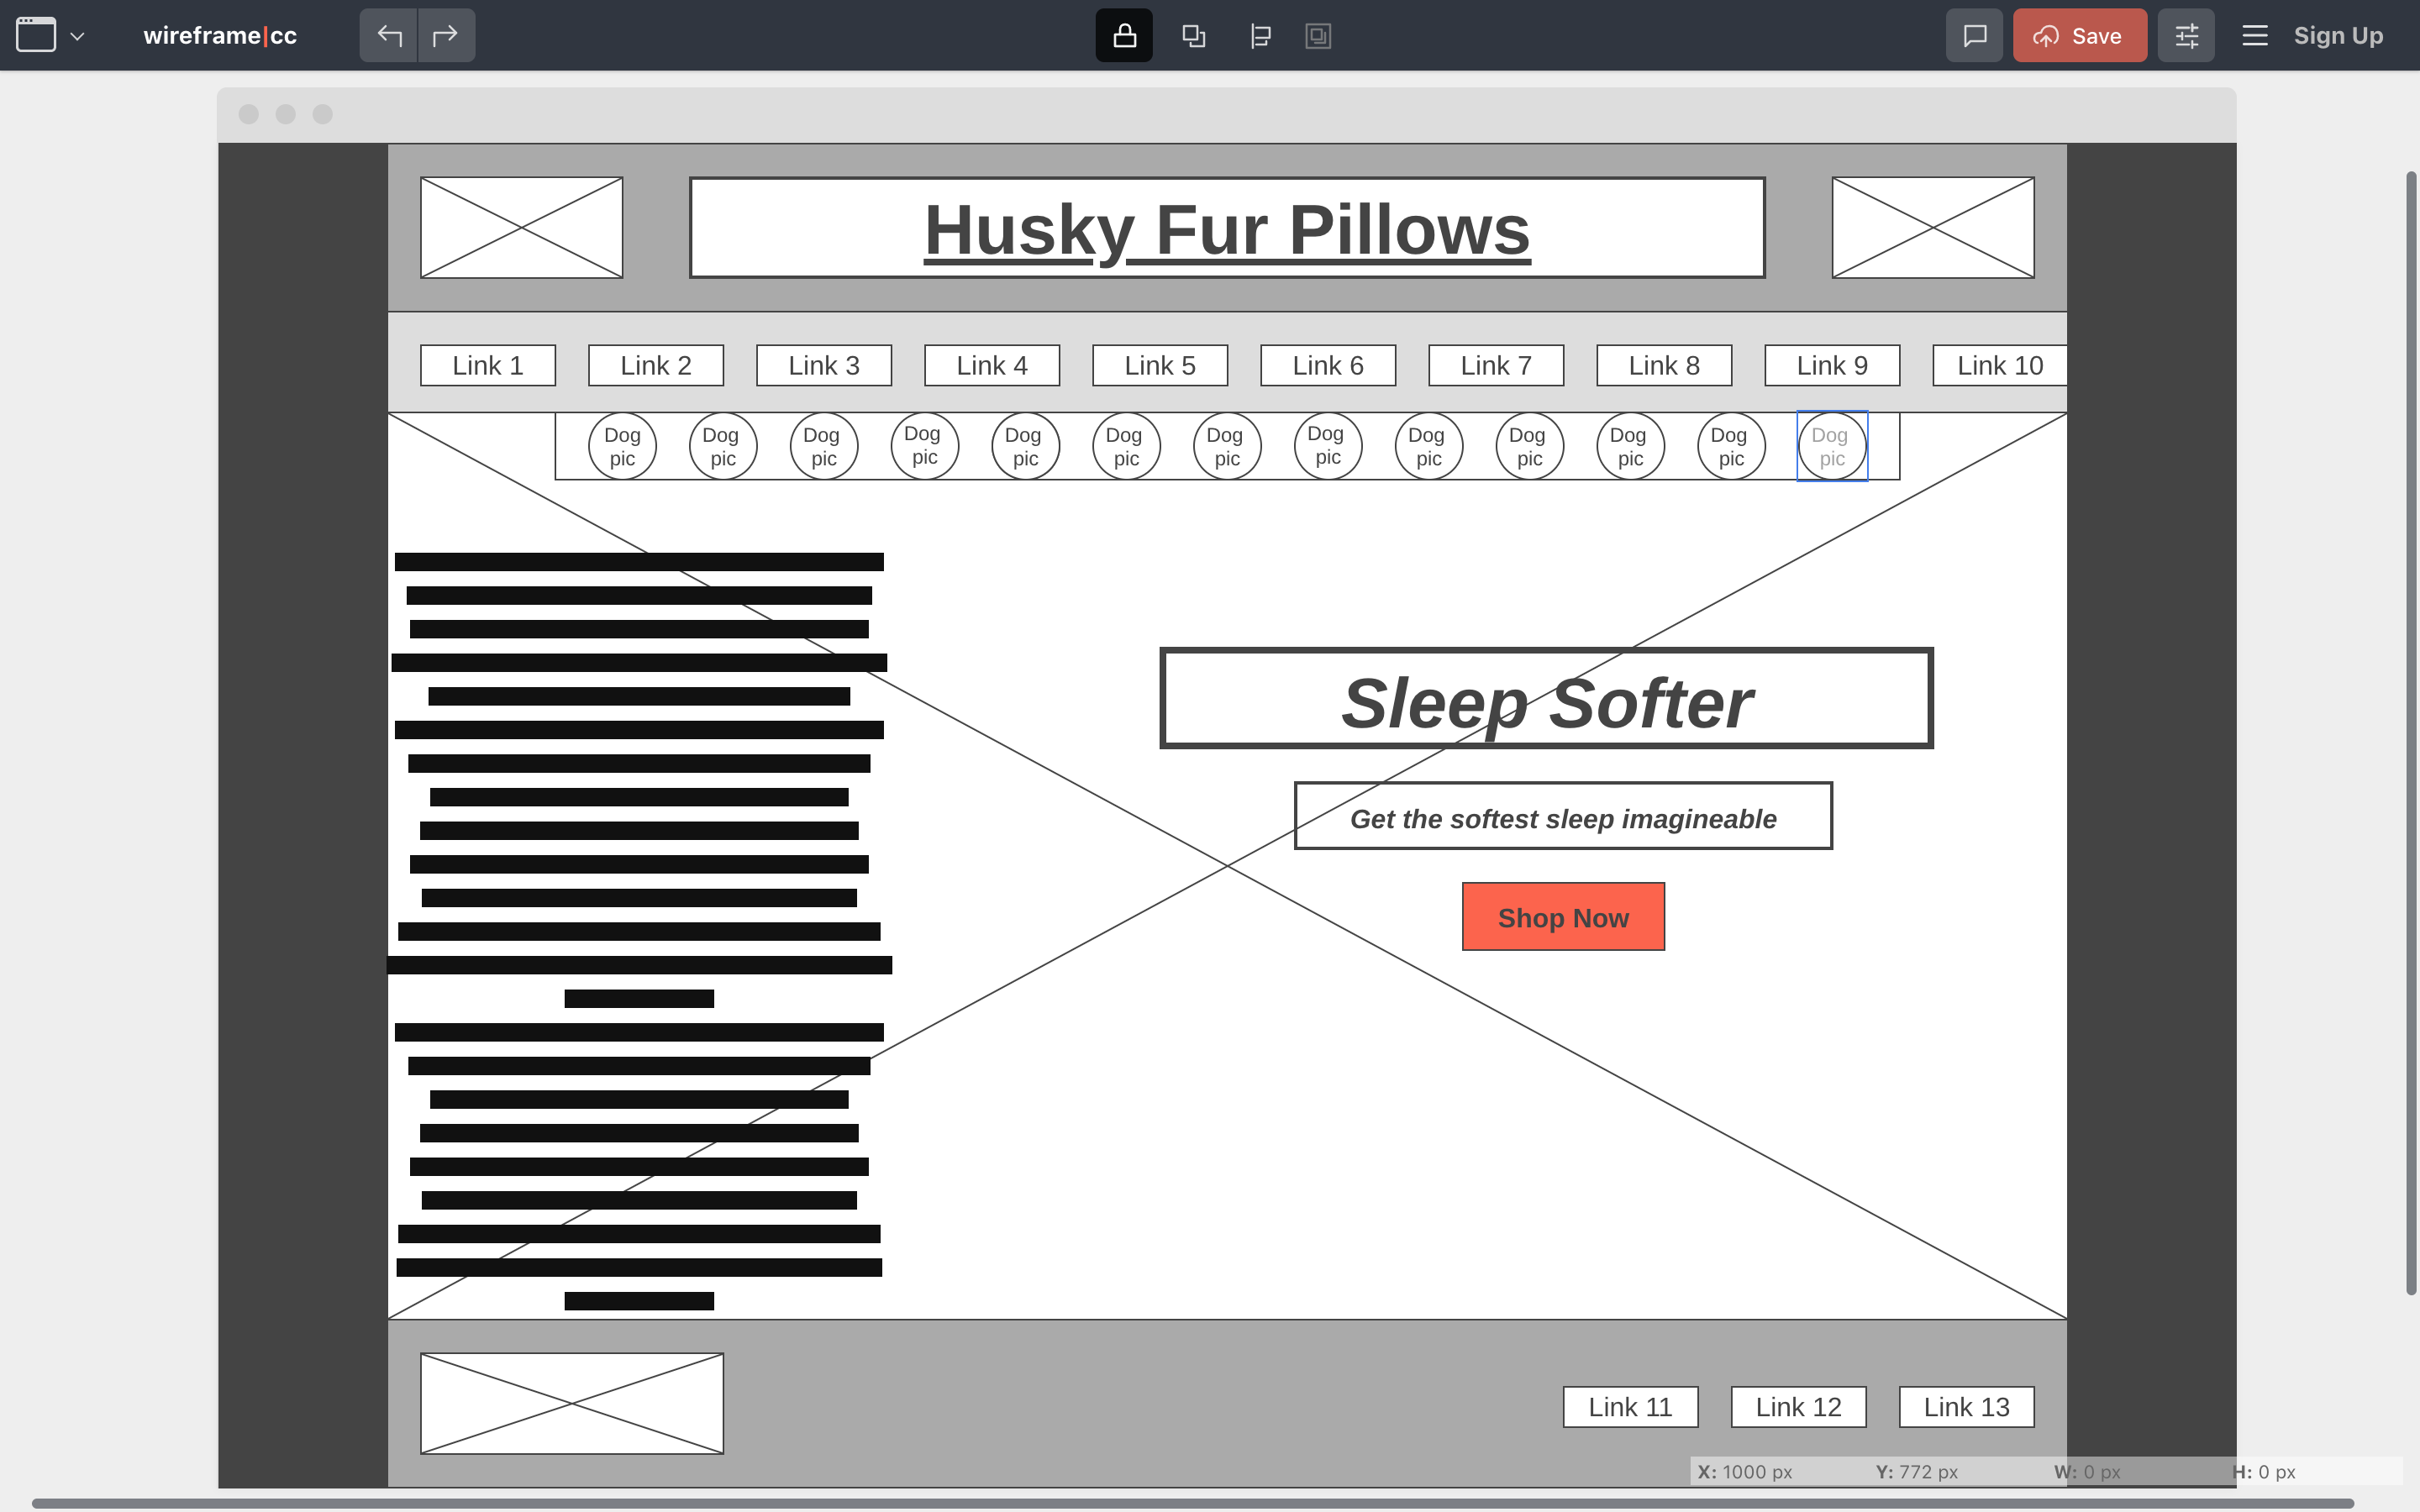 wireframe|cc
Save
Sign Up
Husky Fur Pillows
Link 1 Link 2 Link 3 Link 4 Link 5 Link 6 Link 7 Link 8 Link 9 Link 10
Dog Dog Dog Dog Dog Dog Dog Dog Dog Dog Dog Dog Dog
pic pic pic pic pic pic pic pic pic pic pic pic pic
Sleep Softer
Get the softest sleep imagineable
Shop Now
Link 11 Link 12 Link 13
X: 1000 px Y: 772 px W: 0 px H: 0 px